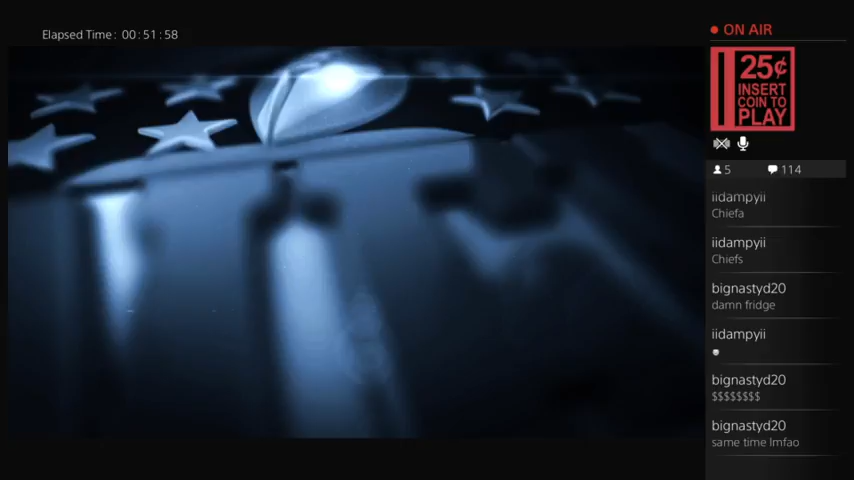 Elapsed Time: 00:51:58
ON AIR
25¢
INSERT
COIN TO
PLAY
5
114
iidampyii
Chiefa
iidampyii
Chiefs
bignastyd20
damn fridge
iidampyii
bignastyd20
$$$$$$$$
bignastyd20
same time lmfao